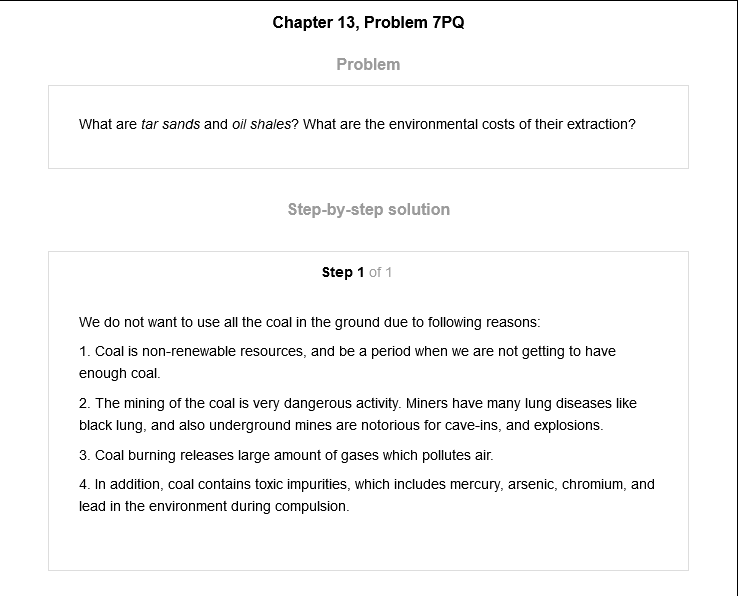 Chapter 13, Problem 7PQ
Problem
What are tar sands and oil shales? What are the environmental costs of their extraction?
Step-by-step solution
Step 1 of 1
We do not want to use all the coal in the ground due to following reasons:
1. Coal is non-renewable resources, and be a period when we are not getting to have
enough coal.
2. The mining of the coal is very dangerous activity. Miners have many lung diseases like
black lung, and also underground mines are notorious for cave-ins, and explosions.
3. Coal burning releases large amount of gases which pollutes air.
4. In addition, coal contains toxic impurities, which includes mercury, arsenic, chromium, and
lead in the environment during compulsion.